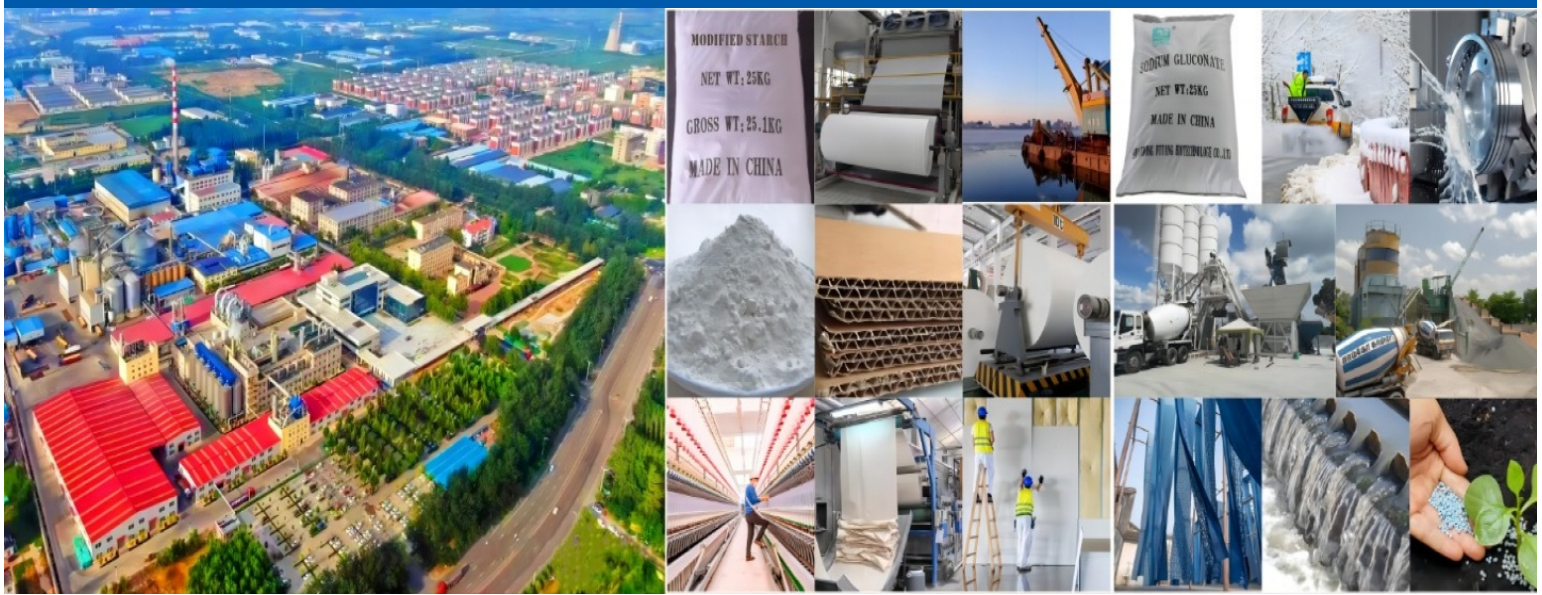 MODIFIED STARCH
NET WT:25KG
GROSS WT:25.1KG
MADE IN CHINA
SODIUM GLUCONATE
NET WT:25KG
MADE IN CHINA